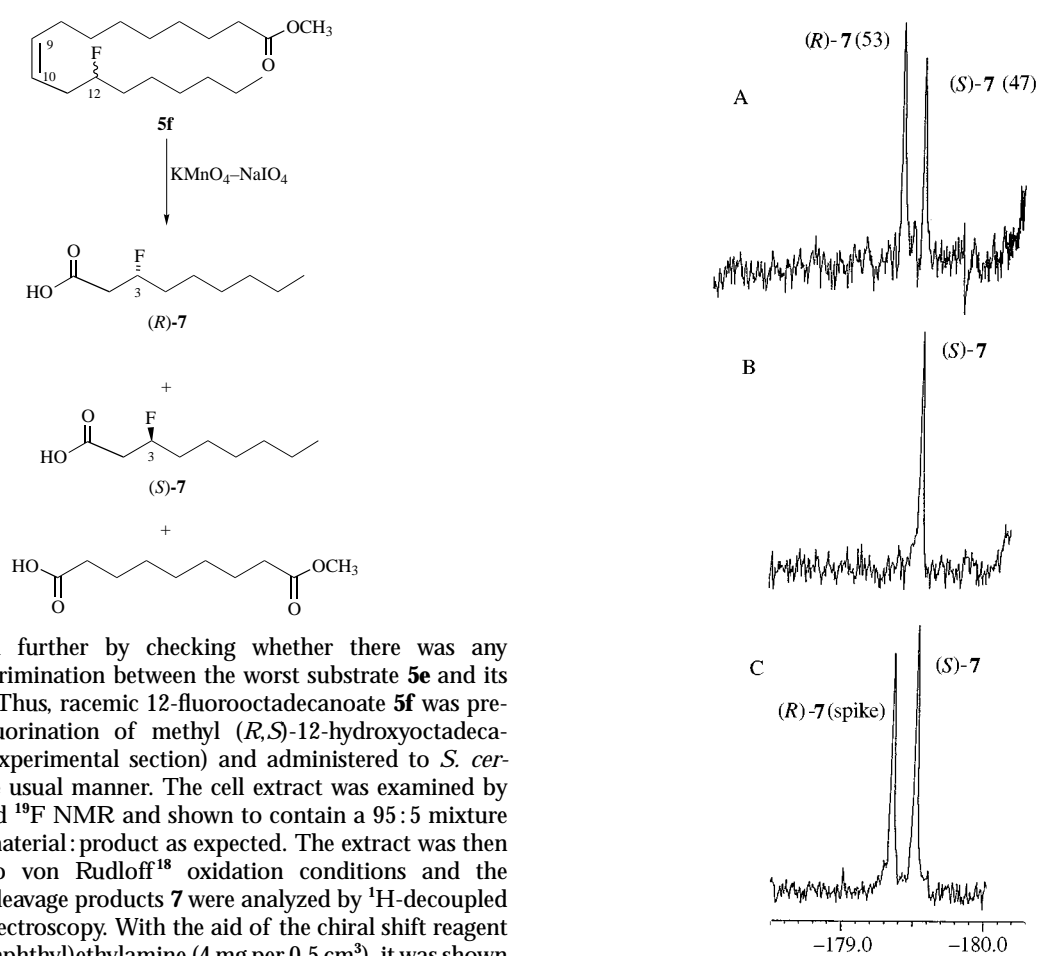 F
OCH3
O
9
10
12
5f
KMnO4–NaIO4
O
F
HO
3
(R)-7
+
O
F
HO
3
(S)-7
+
HO
O
OCH3
O
further by checking whether there was any
rimination between the worst substrate 5e and its
Thus, racemic 12-fluorooctadecanoate 5f was pre-
uorination of methyl (R,S)-12-hydroxyoctadeca-
xperimental section) and administered to S. cer-
usual manner. The cell extract was examined by
19F NMR and shown to contain a 95:5 mixture
naterial:product as expected. The extract was then
von Rudloff18 oxidation conditions and the
leavage products 7 were analyzed by 1H-decoupled
ectroscopy. With the aid of the chiral shift reagent
aphthyl)ethylamine (4 mg per 0.5 cm3), it was shown
A
(R)-7 (53)
(S)-7 (47)
B
(S)-7
C
(R)-7 (spike)
(S)-7
–179.0
–180.0